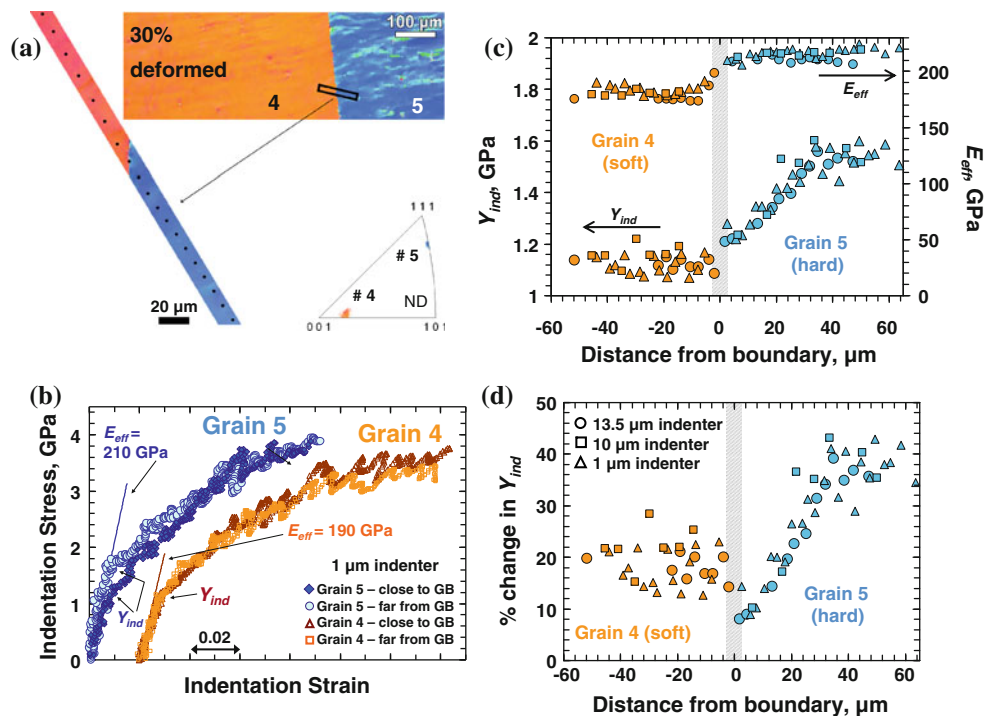 (a)
30%
deformed
100 µm
4
5
20 µm
111
# 5
# 4
ND
001
101
(b)
Indentation Stress, GPa
6
4
2
0
E_eff =
210 GPa
Grain 5
Grain 4
E_eff = 190 GPa
Y_ind
Y_ind
1 µm indenter
Grain 5 – close to GB
Grain 5 – far from GB
Grain 4 – close to GB
Grain 4 – far from GB
0.02
Indentation Strain
(c)
Y_ind, GPa
2
1.8
1.6
1.4
1.2
1
E_eff
Grain 4
(soft)
Y_ind
Grain 5
(hard)
200
150
100
50
0
E_eff, GPa
-60 -40 -20 0 20 40 60
Distance from boundary, µm
(d)
% change in Y_ind
50
40
30
20
10
0
13.5 µm indenter
10 µm indenter
1 µm indenter
Grain 4 (soft)
Grain 5
(hard)
-60 -40 -20 0 20 40 60
Distance from boundary, µm